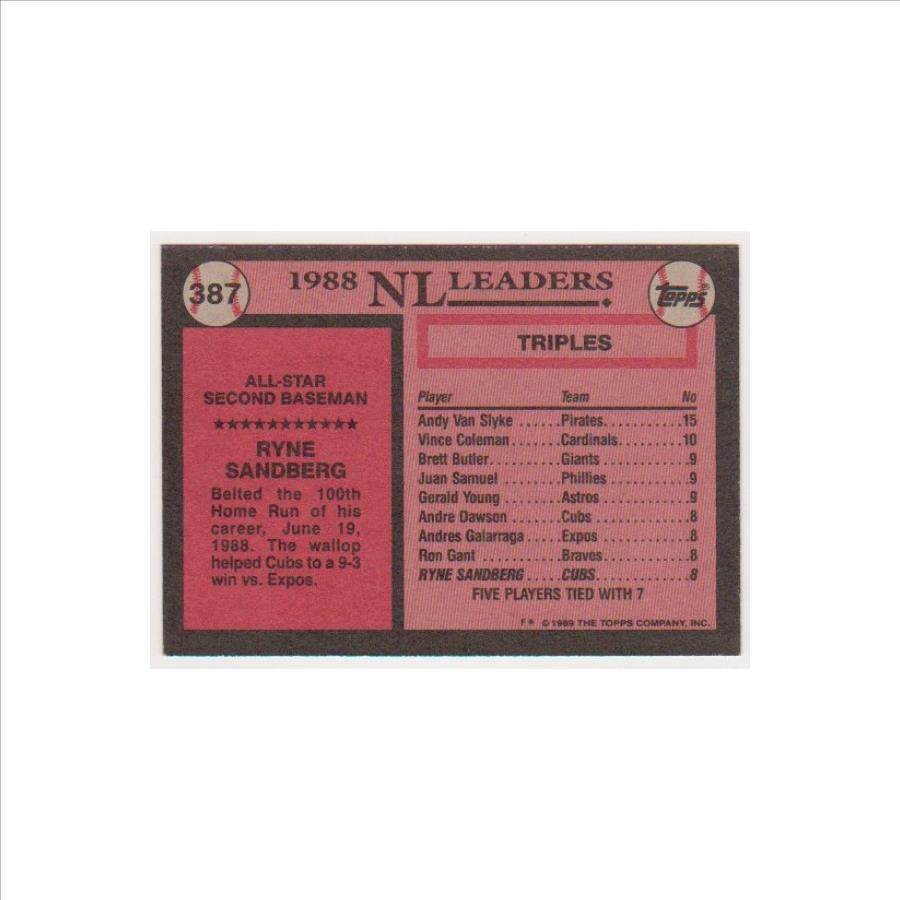 387
1988 NL LEADERS
Topps®
ALL-STAR
SECOND BASEMAN
★★★★★★★★★★★
RYNE
SANDBERG
Belted the 100th
Home Run of his
career, June 19,
1988. The wallop
helped Cubs to a 9-3
win vs. Expos.
TRIPLES
Player Team No
Andy Van Slyke ......Pirates............15
Vince Coleman.......Cardinals..........10
Brett Butler..........Giants .............9
Juan Samuel .......Phillies............9
Gerald Young .......Astros .............9
Andre Dawson .......Cubs ..............8
Andres Galarraga ....Expos .............8
Ron Gant ..........Braves.............8
RYNE SANDBERG.....CUBS..............8
FIVE PLAYERS TIED WITH 7
F* © 1989 THE TOPPS COMPANY, INC.